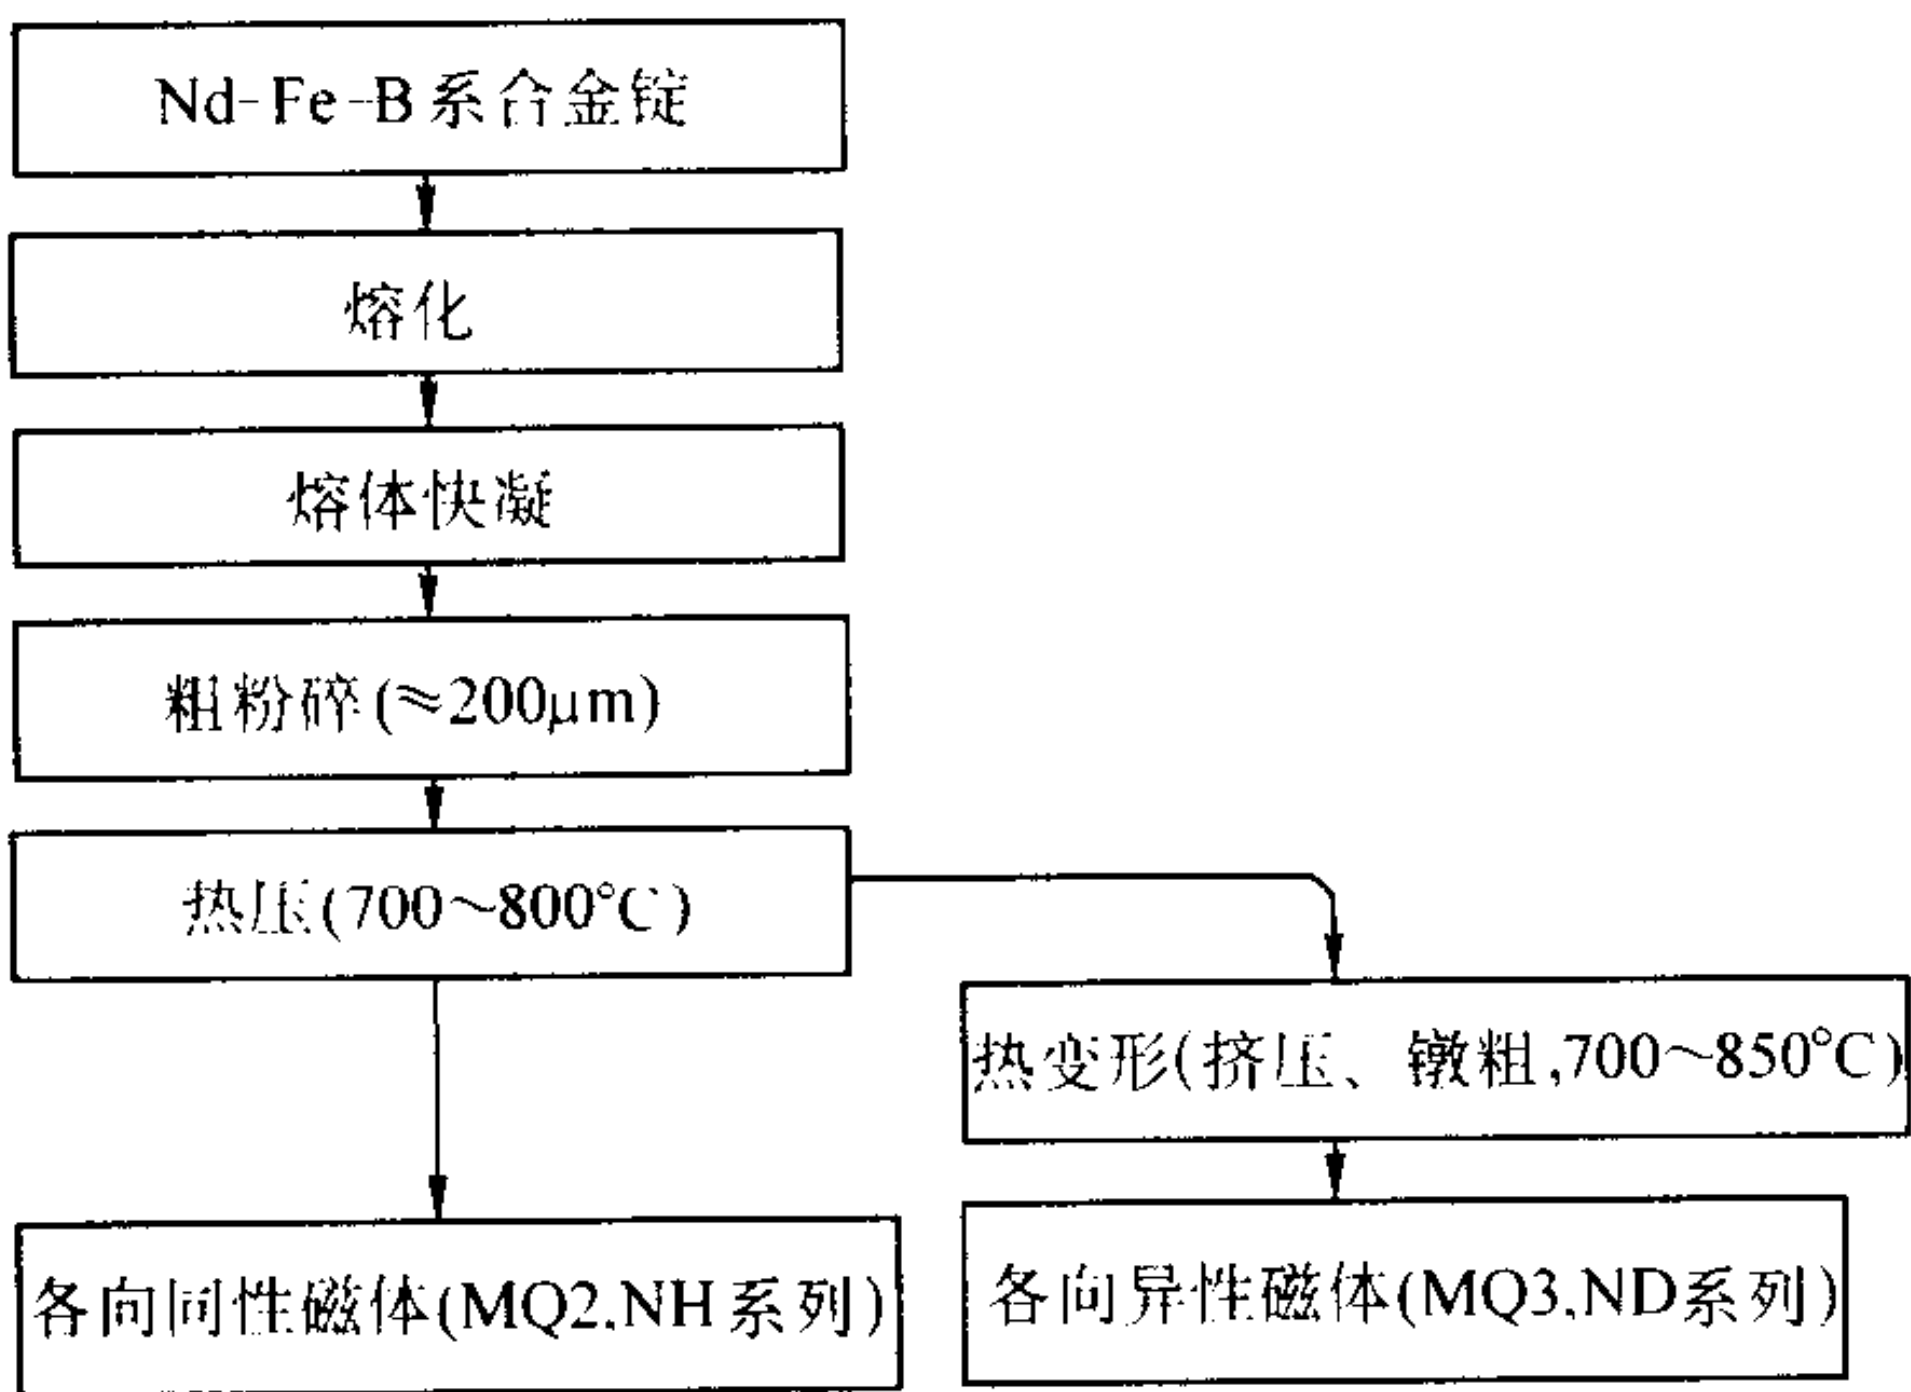 Nd-Fe-B系合金锭
熔化
熔体快凝
粗粉碎(≈200μm)
热压(700~800℃)
热变形(挤压、镦粗,700~850℃)
各向同性磁体(MQ2,NH系列)
各向异性磁体(MQ3,ND系列)